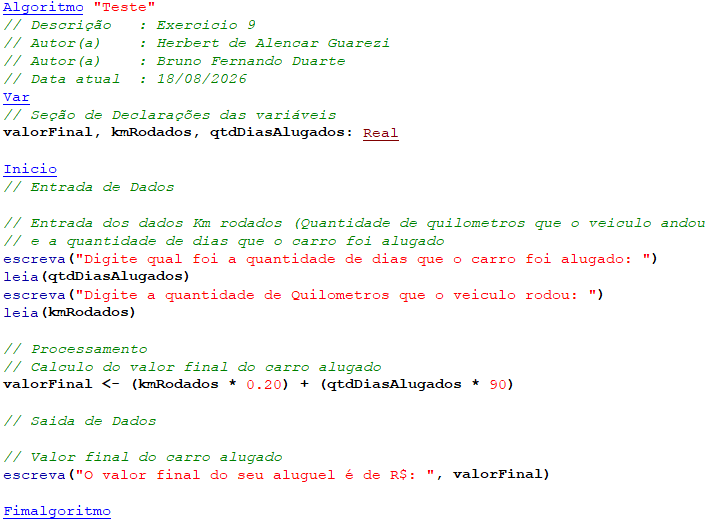 Algoritmo "Teste"
// Descrição   : Exercicio 9
// Autor(a)    : Herbert de Alencar Guarezi
// Autor(a)    : Bruno Fernando Duarte
// Data atual  : 18/08/2026
Var
// Seção de Declarações das variáveis
valorFinal, kmRodados, qtdDiasAlugados: Real
Inicio
// Entrada de Dados
// Entrada dos dados Km rodados (Quantidade de quilometros que o veiculo andou
// e a quantidade de dias que o carro foi alugado
escreva("Digite qual foi a quantidade de dias que o carro foi alugado: ")
leia(qtdDiasAlugados)
escreva("Digite a quantidade de Quilometros que o veiculo rodou: ")
leia(kmRodados)
// Processamento
// Calculo do valor final do carro alugado
valorFinal <- (kmRodados * 0.20) + (qtdDiasAlugados * 90)
// Saida de Dados
// Valor final do carro alugado
escreva("O valor final do seu aluguel é de R$: ", valorFinal)
Fimalgoritmo